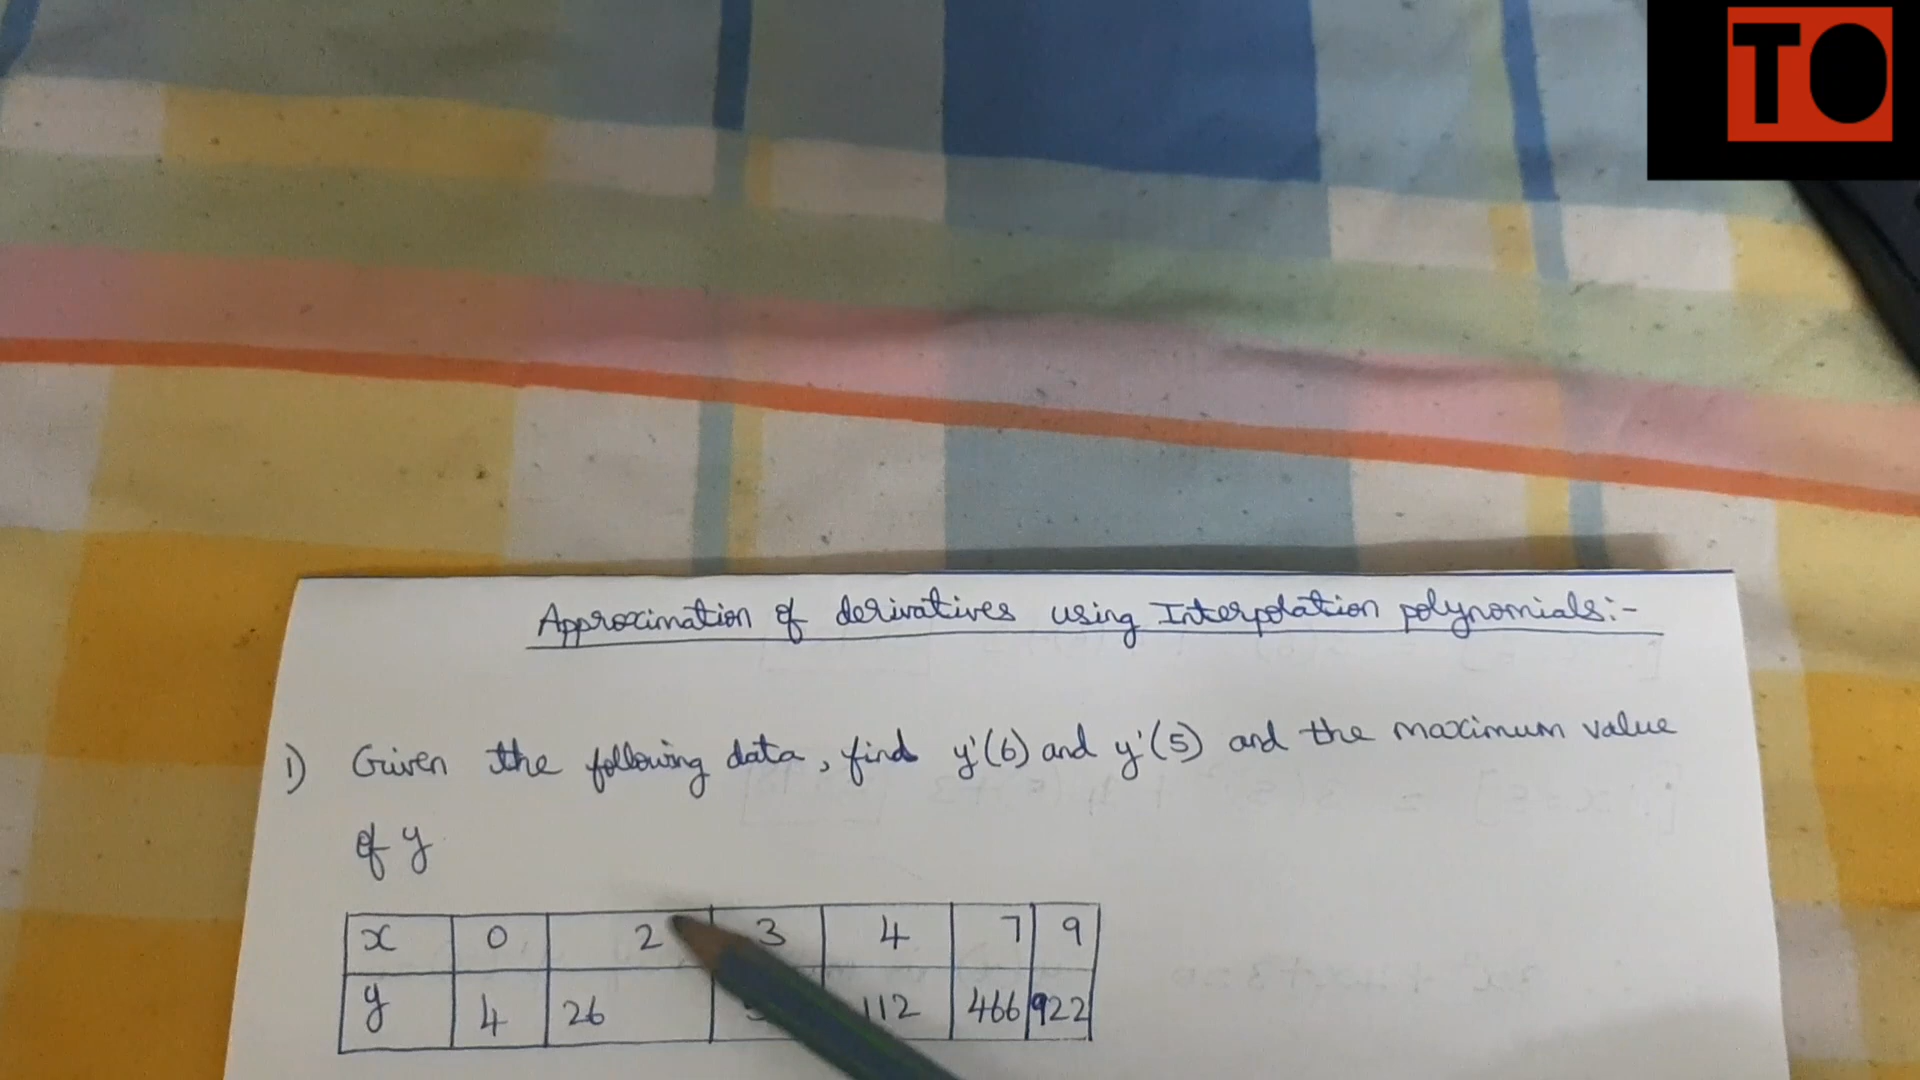 TO
Approximation of derivatives using Interpolation polynomials:-
1) Given the following data, find y'(6) and y'(5) and the maximum value
of y
x 0 2 3 4 7 9
y 4 26 112 466 922